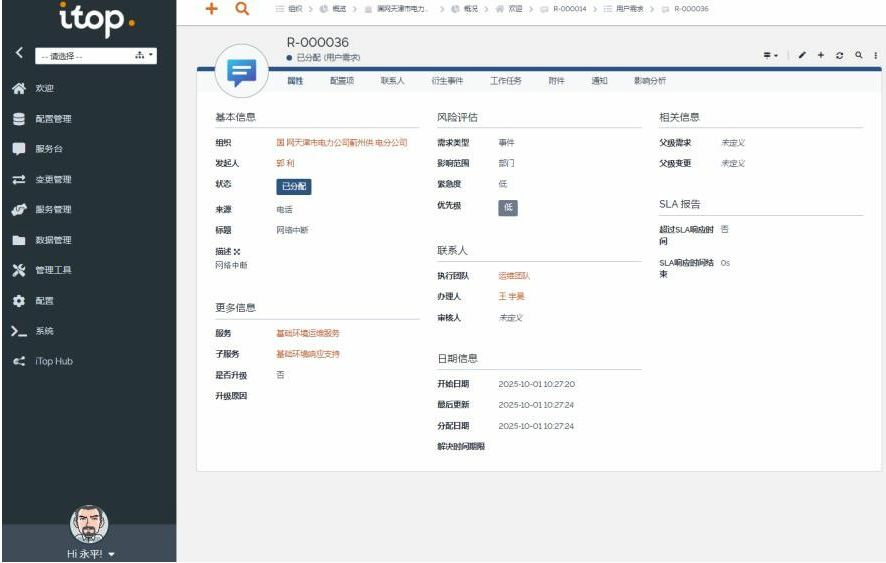 itop
组织 概览 国网天津市电力.. 概况 欢迎 R-000014 用户需求 R-000036
-- 请选择 --
R-000036
已分配 (用户需求)
属性 配置项 联系人 衍生事件 工作任务 附件 通知 影响分析
欢迎
配置管理
服务台
变更管理
服务管理
数据管理
管理工具
配置
系统
iTop Hub
Hi 永平!
基本信息
组织 国网天津市电力公司蓟州供电分公司
发起人 郭利
状态 已分配
来源 电话
标题 网络中断
描述
网络中断
更多信息
服务 基础环境运维服务
子服务 基础环境响应支持
是否升级 否
升级原因
风险评估
需求类型 事件
影响范围 部门
紧急度 低
优先级 低
联系人
执行团队 运维团队
办理人 王宇昊
审核人 未定义
日期信息
开始日期 2025-10-01 10:27:20
最后更新 2025-10-01 10:27:24
分配日期 2025-10-01 10:27:24
解决时间期限
相关信息
父级需求 未定义
父级变更 未定义
SLA 报告
超过SLA响应时间 否
SLA响应时间结束 0s